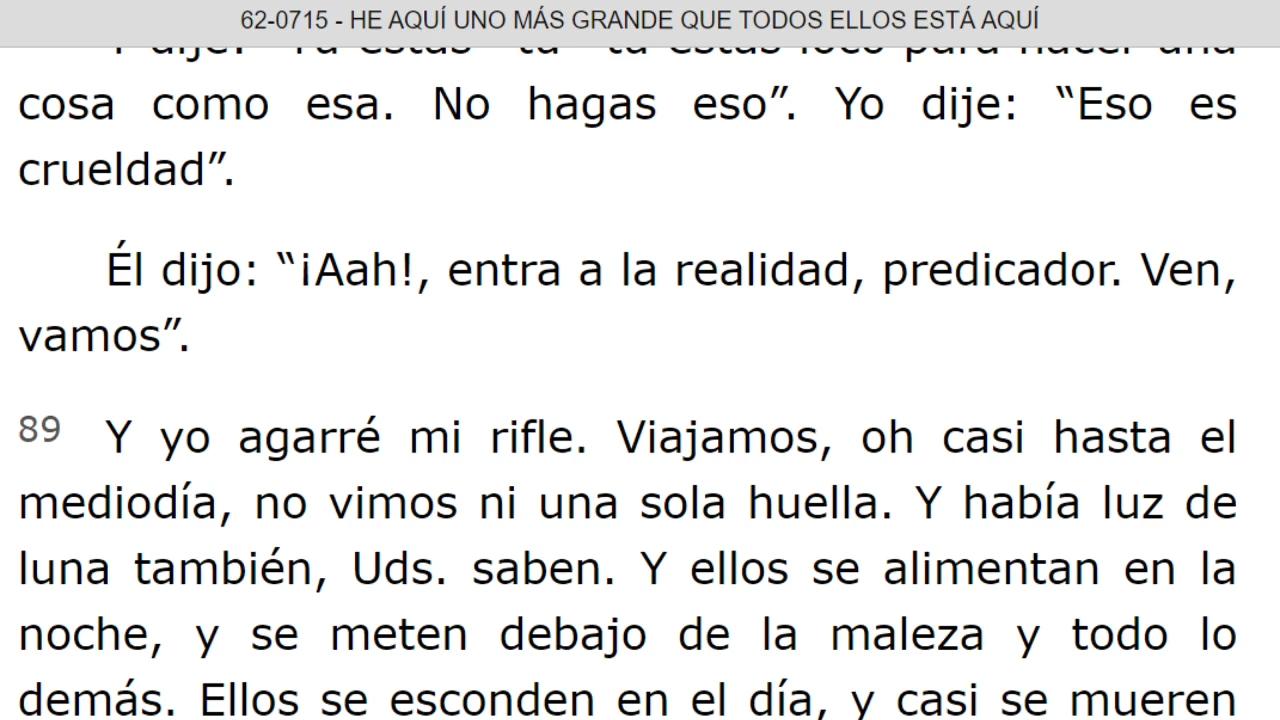 62-0715 - HE AQUÍ UNO MÁS GRANDE QUE TODOS ELLOS ESTÁ AQUÍ
cosa como esa. No hagas eso”. Yo dije: “Eso es
crueldad”.
Él dijo: “¡Aah!, entra a la realidad, predicador. Ven,
vamos”.
89 Y yo agarré mi rifle. Viajamos, oh casi hasta el
mediodía, no vimos ni una sola huella. Y había luz de
luna también, Uds. saben. Y ellos se alimentan en la
noche, y se meten debajo de la maleza y todo lo
demás. Ellos se esconden en el día, y casi se mueren